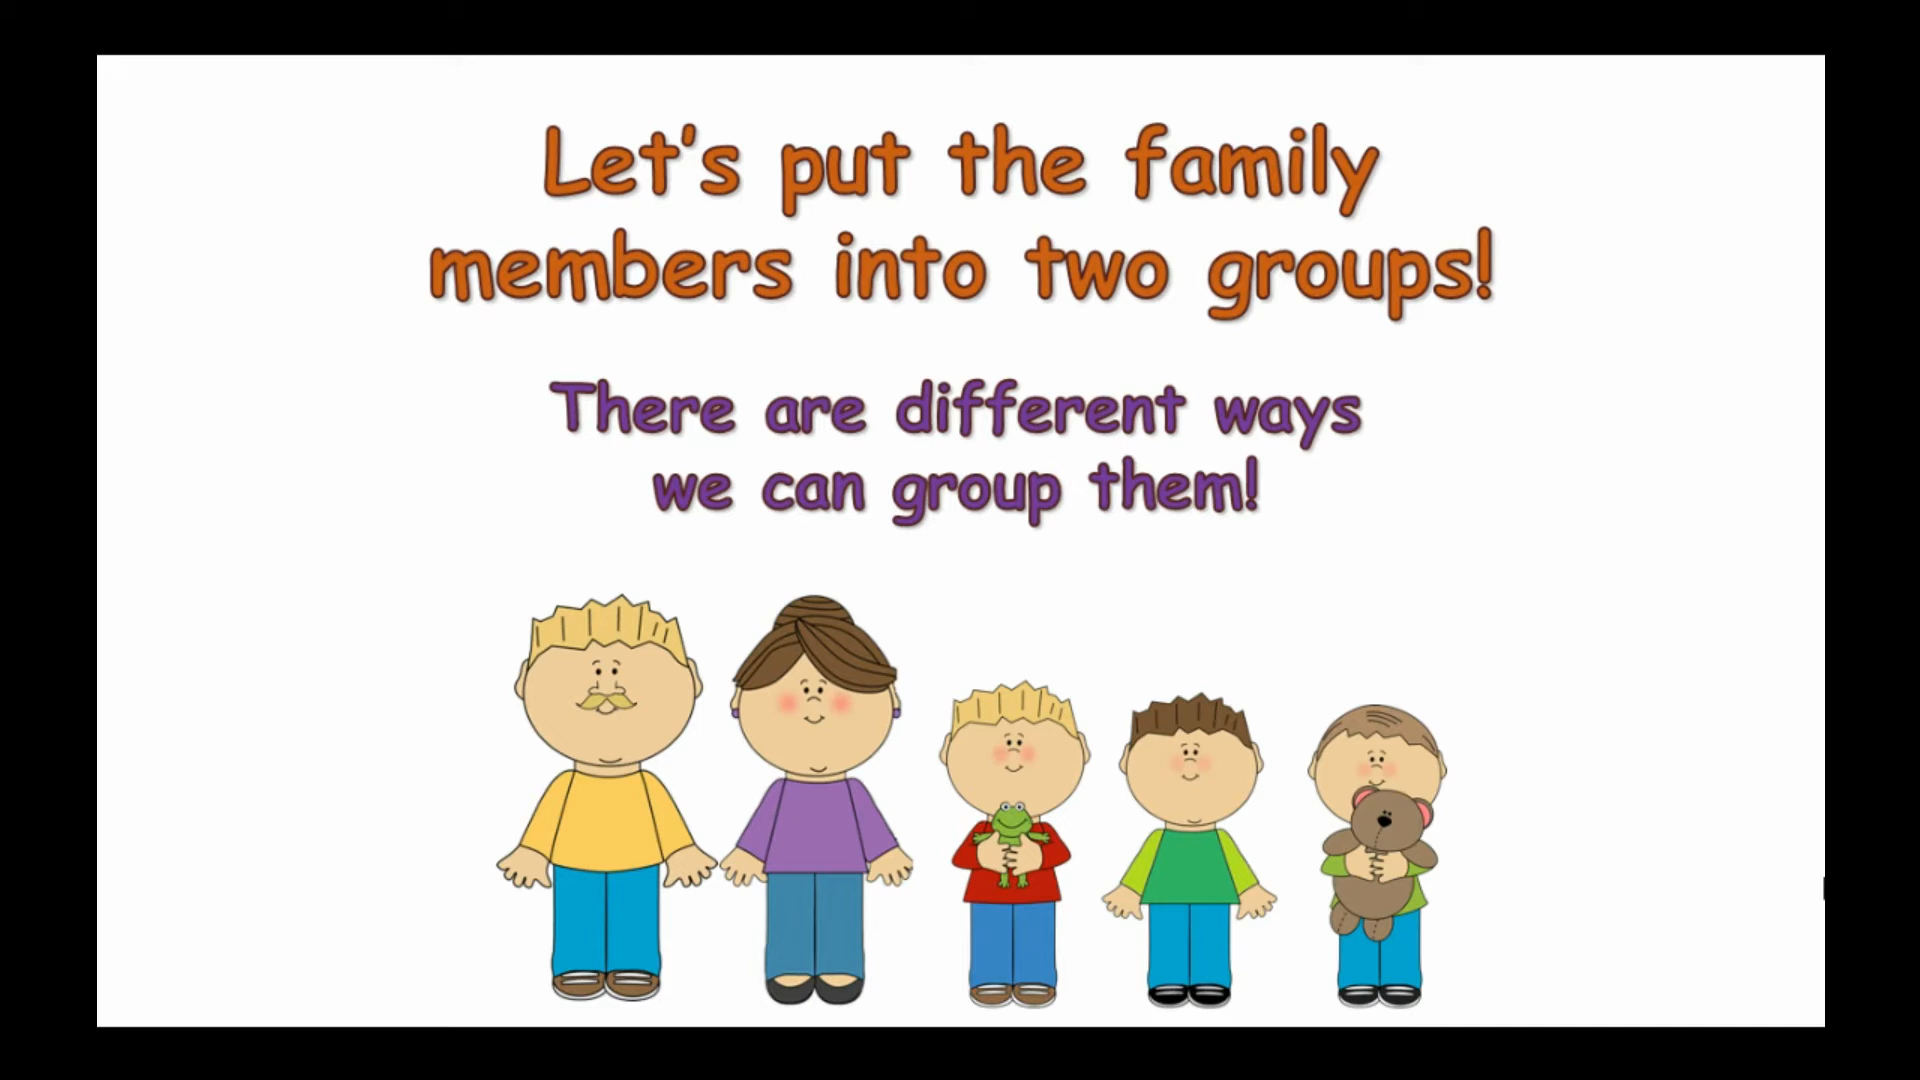 Let's put the family
members into two groups!
There are different ways
we can group them!